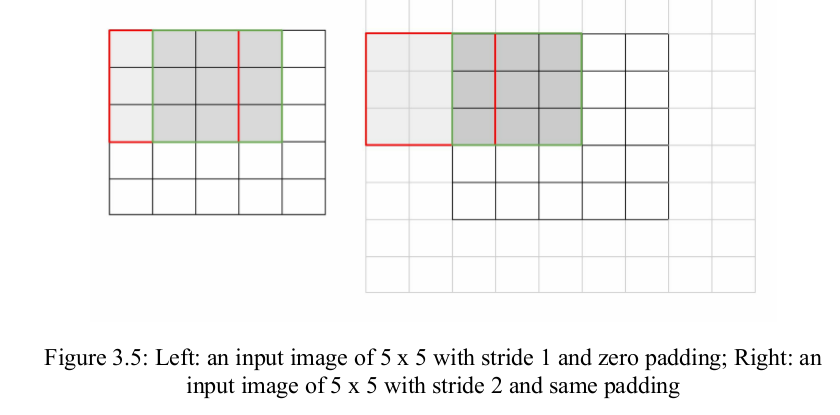 Figure 3.5: Left: an input image of 5 x 5 with stride 1 and zero padding; Right: an
input image of 5 x 5 with stride 2 and same padding